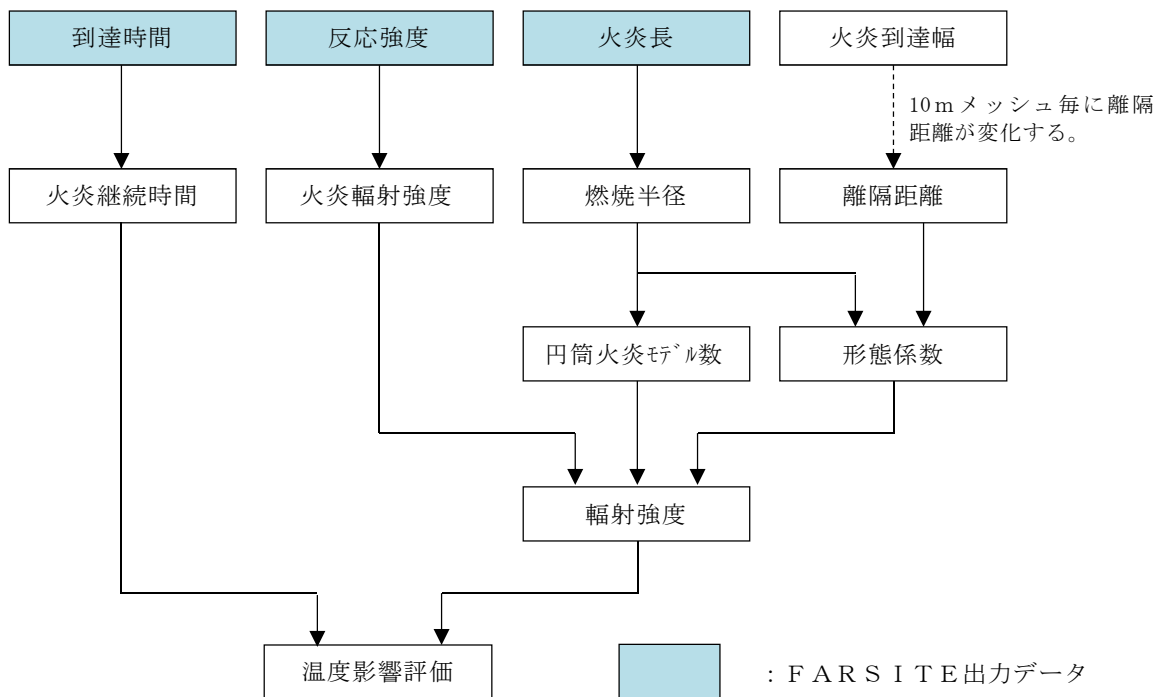 到達時間
反応強度
火炎長
火炎到達幅
10ｍメッシュ毎に離隔
距離が変化する。
火炎継続時間
火炎輻射強度
燃焼半径
離隔距離
円筒火炎ﾓﾃﾞﾙ数
形態係数
輻射強度
温度影響評価
：ＦＡＲＳＩＴＥ出力データ